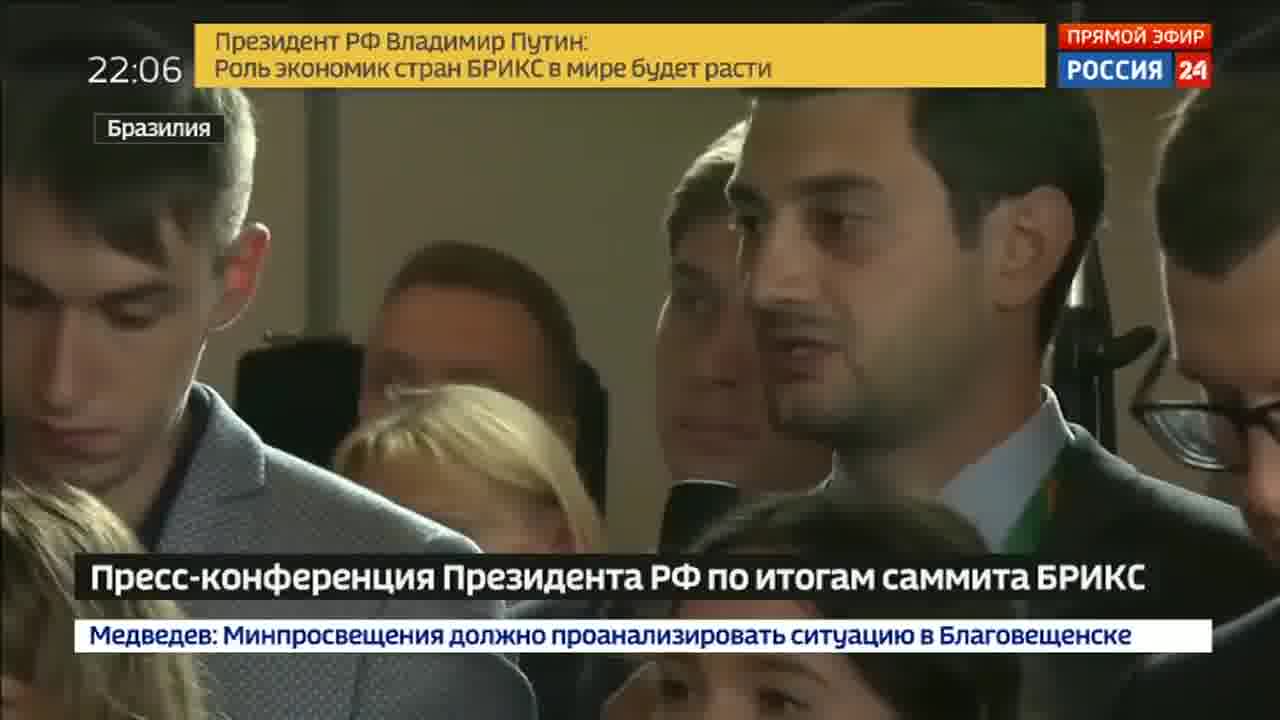 22:06
Президент РФ Владимир Путин:
Роль экономик стран БРИКС в мире будет расти
ПРЯМОЙ ЭФИР
РОССИЯ 24
Бразилия
Пресс-конференция Президента РФ по итогам саммита БРИКС
Медведев: Минпросвещения должно проанализировать ситуацию в Благовещенске